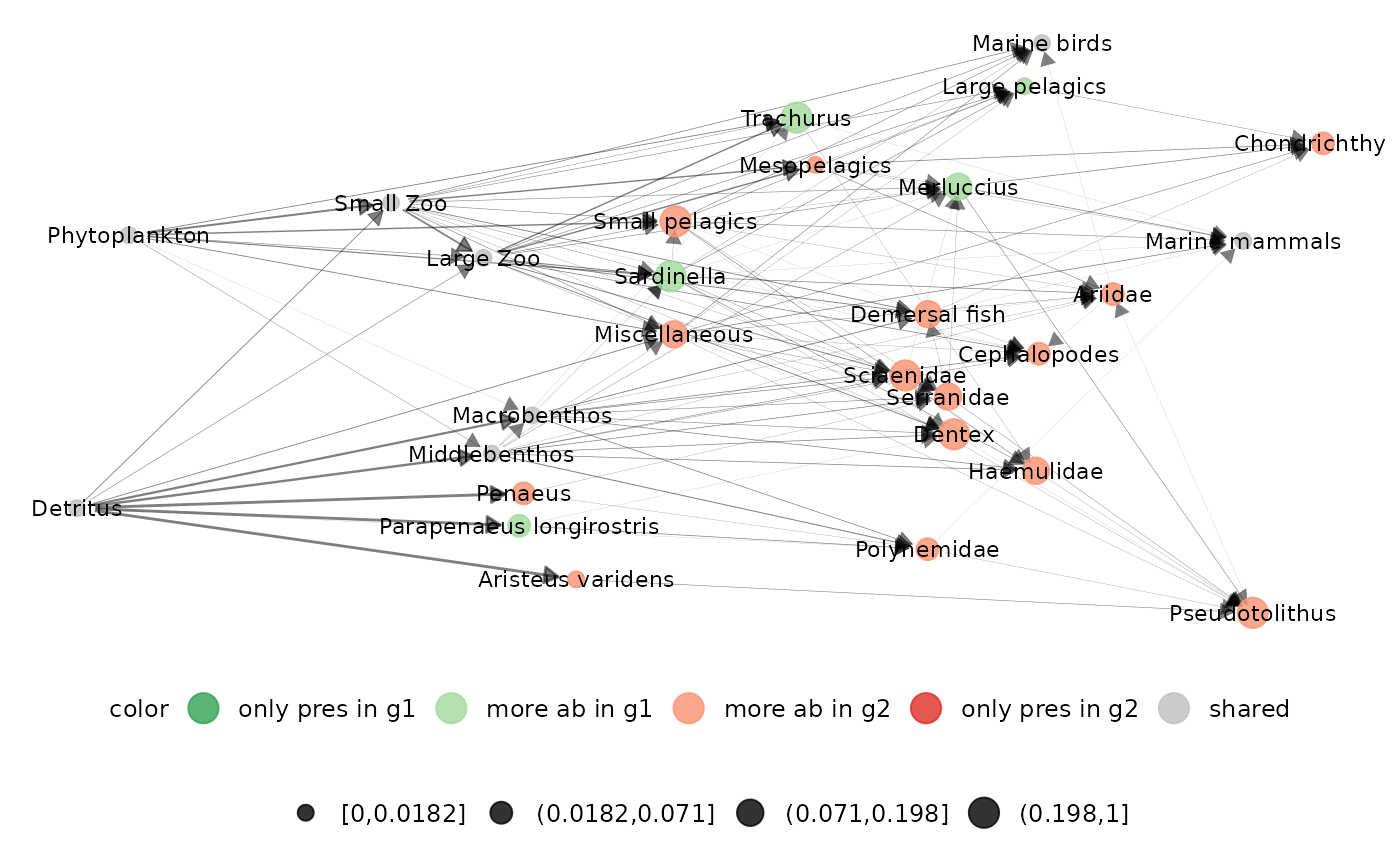 Marine birds
Large pelagics
Trachurus
Chondrichthy
Mesopelagics
Merluccius
Small Zoo
Small pelagics
Phytoplankton
Marine mammals
Large Zoo
Sardinella
Ariidae
Demersal fish
Miscellaneous
Cephalopodes
Sciaenidae
Serranidae
Macrobenthos
Dentex
Middlebenthos
Haemulidae
Penaeus
Detritus
Parapenaeus longirostris
Polynemidae
Aristeus varidens
Pseudotolithus
color only pres in g1 more ab in g1 more ab in g2 only pres in g2 shared
[0,0.0182] (0.0182,0.071] (0.071,0.198] (0.198,1]